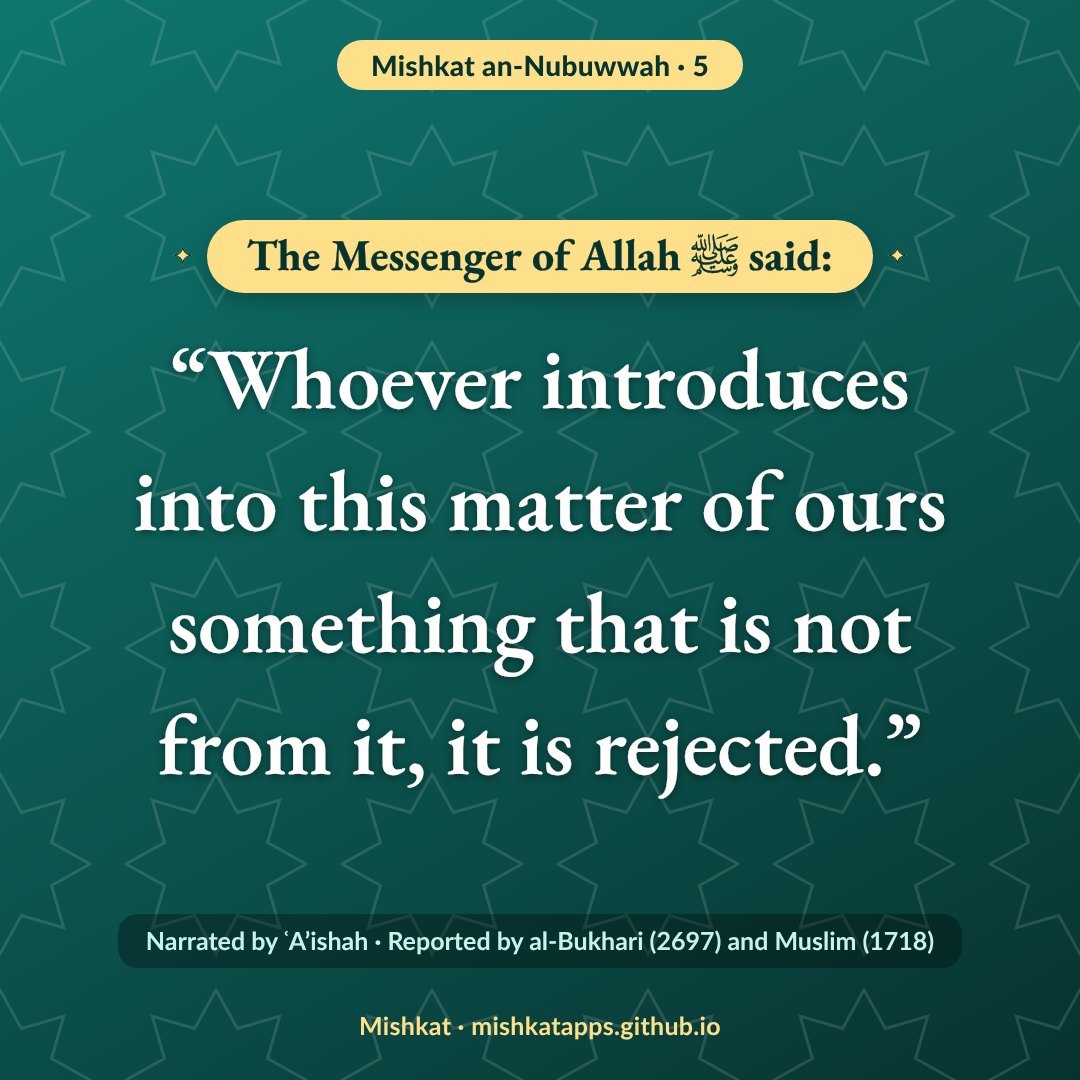 Mishkat an-Nubuwwah · 5
The Messenger of Allah ﷺ said:
“Whoever introduces
into this matter of ours
something that is not
from it, it is rejected.”
Narrated by ʿA’ishah · Reported by al-Bukhari (2697) and Muslim (1718)
Mishkat · mishkatapps.github.io